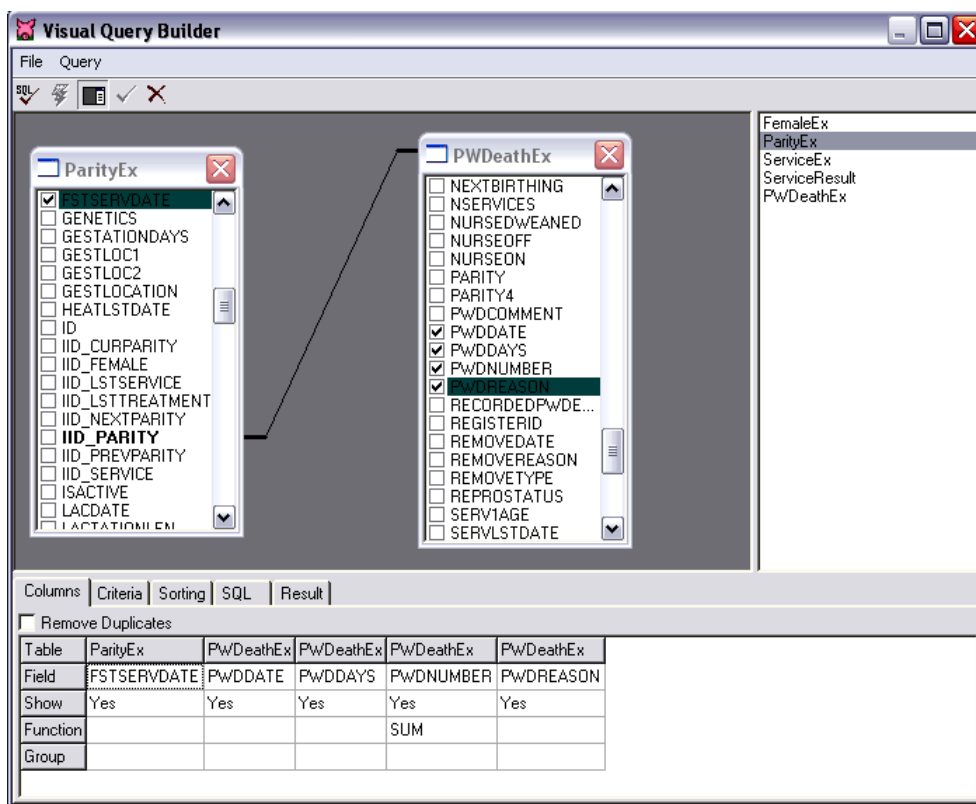 Visual Query Builder
File Query
SQL
ParityEx
FSTSERVDATE
GENETICS
GESTATIONDAYS
GESTLOC1
GESTLOC2
GESTLOCATION
HEATLSTDATE
ID
IID_CURPARITY
IID_FEMALE
IID_LSTSERVICE
IID_LSTTREATMENT
IID_NEXTPARITY
IID_PARITY
IID_PREVPARITY
IID_SERVICE
ISACTIVE
LACDATE
LACTATIONLEN
PWDeathEx
NEXTBIRTHING
NSERVICES
NURSEDWEANED
NURSEOFF
NURSEON
PARITY
PARITY4
PWDCOMMENT
PWDDATE
PWDDAYS
PWDNUMBER
PWDREASON
RECORDEDPWDE...
REGISTERID
REMOVEDATE
REMOVEREASON
REMOVETYPE
REPROSTATUS
SERV1AGE
SERVLSTDATE
FemaleEx
ParityEx
ServiceEx
ServiceResult
PWDeathEx
Columns Criteria Sorting SQL Result
Remove Duplicates
Table ParityEx PWDeathEx PWDeathEx PWDeathEx PWDeathEx
Field FSTSERVDATE PWDDATE PWDDAYS PWDNUMBER PWDREASON
Show Yes Yes Yes Yes Yes
Function SUM
Group